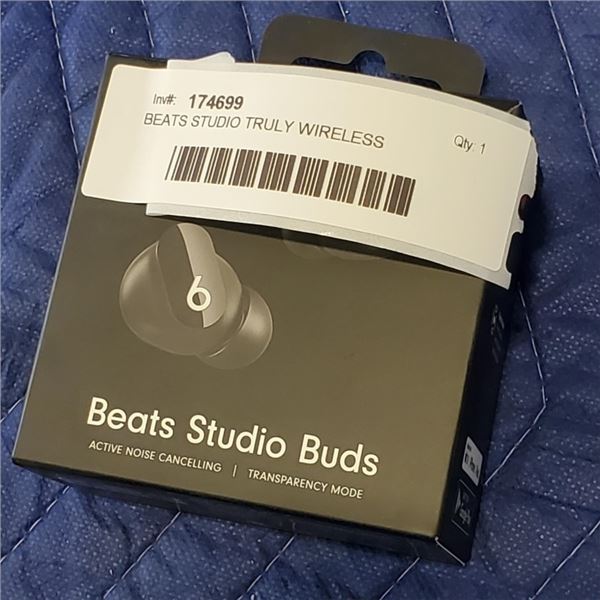 Inv#: 174699
BEATS STUDIO TRULY WIRELESS
Qty: 1
b
Beats Studio Buds
ACTIVE NOISE CANCELLING | TRANSPARENCY MODE